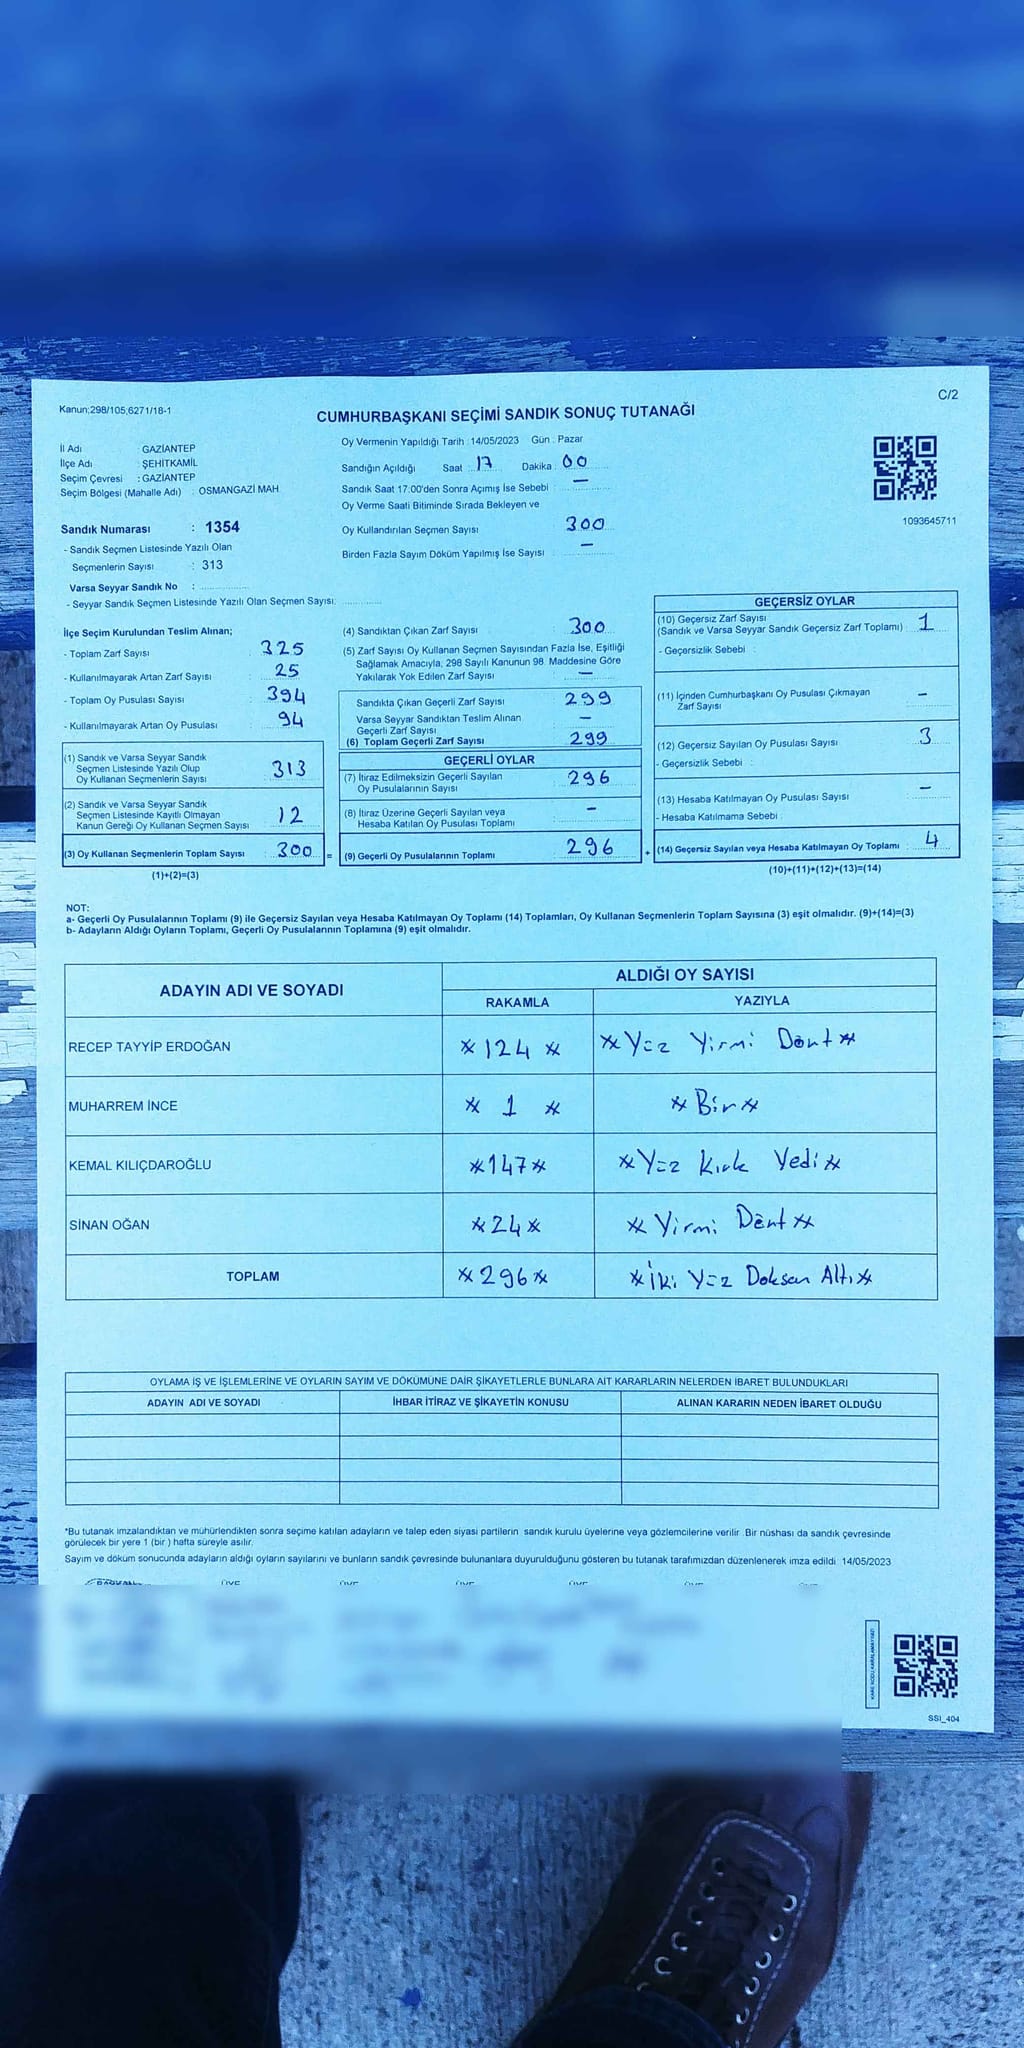 Kanun;298/105;6271/18-1
C/2
CUMHURBAŞKANI SEÇİMİ SANDIK SONUÇ TUTANAĞI
İl Adı : GAZİANTEP
İlçe Adı : ŞEHİTKAMİL
Seçim Çevresi : GAZİANTEP
Seçim Bölgesi (Mahalle Adı) : OSMANGAZİ MAH
Sandık Numarası : 1354
- Sandık Seçmen Listesinde Yazılı Olan
Seçmenlerin Sayısı : 313
Varsa Seyyar Sandık No :
- Seyyar Sandık Seçmen Listesinde Yazılı Olan Seçmen Sayısı:
Oy Vermenin Yapıldığı Tarih : 14/05/2023 Gün : Pazar
Sandığın Açıldığı Saat : 17 Dakika : 00
Sandık Saat 17:00'den Sonra Açımış İse Sebebi : —
Oy Verme Saati Bitiminde Sırada Bekleyen ve
Oy Kullandırılan Seçmen Sayısı 300
Birden Fazla Sayım Döküm Yapılmış İse Sayısı : —
1093645711
İlçe Seçim Kurulundan Teslim Alınan;
- Toplam Zarf Sayısı : 325
- Kullanılmayarak Artan Zarf Sayısı : 25
- Toplam Oy Pusulası Sayısı : 394
- Kullanılmayarak Artan Oy Pusulası : 94
(1) Sandık ve Varsa Seyyar Sandık
Seçmen Listesinde Yazılı Olup
Oy Kullanan Seçmenlerin Sayısı : 313
(2) Sandık ve Varsa Seyyar Sandık
Seçmen Listesinde Kayıtlı Olmayan
Kanun Gereği Oy Kullanan Seçmen Sayısı : 12
(3) Oy Kullanan Seçmenlerin Toplam Sayısı : 300 =
(1)+(2)=(3)
(4) Sandıktan Çıkan Zarf Sayısı : 300
(5) Zarf Sayısı Oy Kullanan Seçmen Sayısından Fazla İse, Eşitliği
Sağlamak Amacıyla, 298 Sayılı Kanunun 98. Maddesine Göre
Yakılarak Yok Edilen Zarf Sayısı : —
Sandıkta Çıkan Geçerli Zarf Sayısı : 299
Varsa Seyyar Sandıktan Teslim Alınan
Geçerli Zarf Sayısı : —
(6) Toplam Geçerli Zarf Sayısı : 299
GEÇERLİ OYLAR
(7) İtiraz Edilmeksizin Geçerli Sayılan
Oy Pusulalarının Sayısı : 296
(8) İtiraz Üzerine Geçerli Sayılan veya
Hesaba Katılan Oy Pusulası Toplamı : —
(9) Geçerli Oy Pusulalarının Toplamı : 296 +
GEÇERSİZ OYLAR
(10) Geçersiz Zarf Sayısı
(Sandık ve Varsa Seyyar Sandık Geçersiz Zarf Toplamı) : 1
- Geçersizlik Sebebi :
(11) İçinden Cumhurbaşkanı Oy Pusulası Çıkmayan
Zarf Sayısı : —
(12) Geçersiz Sayılan Oy Pusulası Sayısı : 3
- Geçersizlik Sebebi :
(13) Hesaba Katılmayan Oy Pusulası Sayısı : —
- Hesaba Katılmama Sebebi :
(14) Geçersiz Sayılan veya Hesaba Katılmayan Oy Toplamı : 4
(10)+(11)+(12)+(13)=(14)
NOT:
a- Geçerli Oy Pusulalarının Toplamı (9) ile Geçersiz Sayılan veya Hesaba Katılmayan Oy Toplamı (14) Toplamları, Oy Kullanan Seçmenlerin Toplam Sayısına (3) eşit olmalıdır. (9)+(14)=(3)
b- Adayların Aldığı Oyların Toplamı, Geçerli Oy Pusulalarının Toplamına (9) eşit olmalıdır.
ADAYIN ADI VE SOYADI
ALDIĞI OY SAYISI
RAKAMLA YAZIYLA
RECEP TAYYİP ERDOĞAN *124* *Yüz Yirmi Dört*
MUHARREM İNCE * 1 * *Bir*
KEMAL KILIÇDAROĞLU *147* *Yüz Kırk Yedi*
SİNAN OĞAN *24* *Yirmi Dört*
TOPLAM *296* *İki Yüz Doksan Altı*
OYLAMA İŞ VE İŞLEMLERİNE VE OYLARIN SAYIM VE DÖKÜMÜNE DAİR ŞİKAYETLERLE BUNLARA AİT KARARLARIN NELERDEN İBARET BULUNDUKLARI
ADAYIN ADI VE SOYADI İHBAR İTİRAZ VE ŞİKAYETİN KONUSU ALINAN KARARIN NEDEN İBARET OLDUĞU
*Bu tutanak imzalandıktan ve mühürlendikten sonra seçime katılan adayların ve talep eden siyasi partilerin sandık kurulu üyelerine veya gözlemcilerine verilir. Bir nüshası da sandık çevresinde
görülecek bir yere 1 (bir ) hafta süreyle asılır.
Sayım ve döküm sonucunda adayların aldığı oyların sayılarını ve bunların sandık çevresinde bulunanlara duyurulduğunu gösteren bu tutanak tarafımızdan düzenlenerek imza edildi 14/05/2023
BAŞKAN ÜYE ÜYE ÜYE ÜYE ÜYE ÜYE
SSI_404